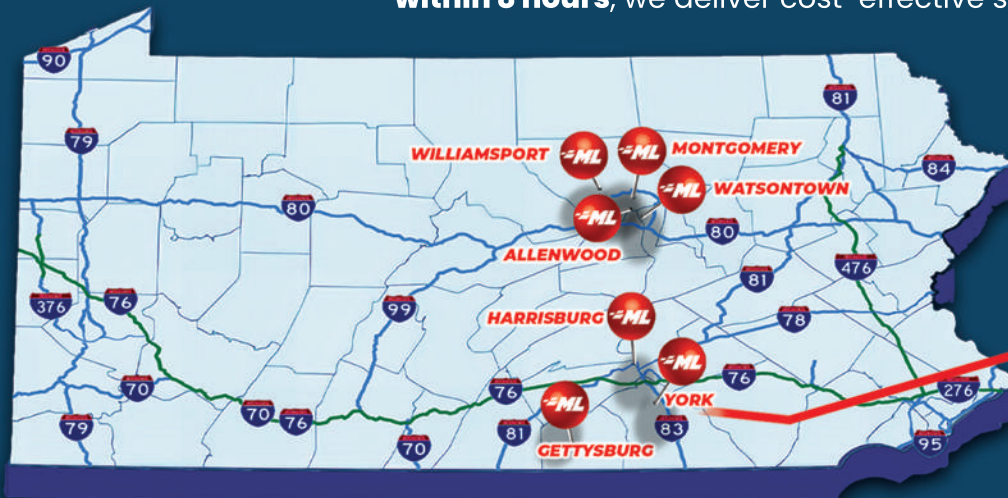 within 8 hours, we deliver cost-effective s
90
81
79
WILLIAMSPORT
ML
ML
MONTGOMERY
84
ML
WATSONTOWN
80
ML
80
ALLENWOOD
476
81
376
76
99
HARRISBURG
ML
78
ML
70
76
76
276
YORK
70
76
ML
79
81
83
70
GETTYSBURG
95